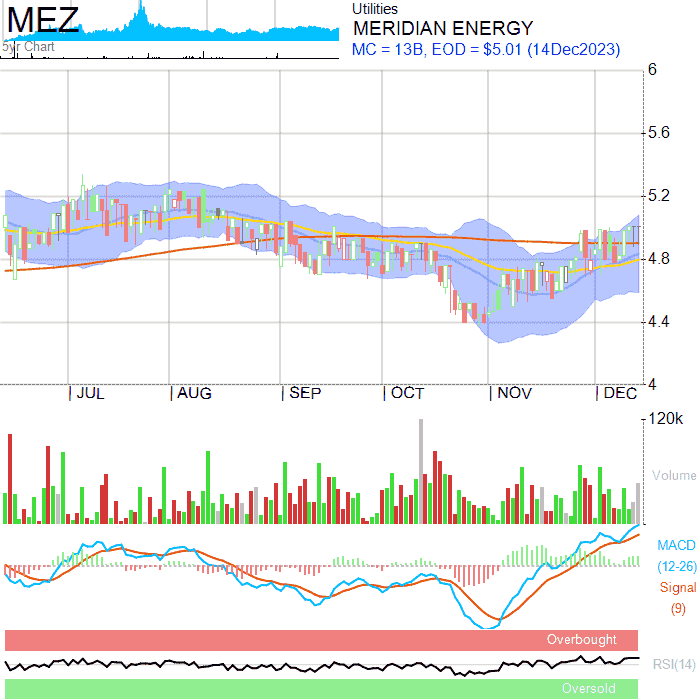 MEZ
5yr Chart
Utilities
MERIDIAN ENERGY
MC = 13B, EOD = $5.01 (14Dec2023)
6
5.6
5.2
4.8
4.4
4
JUL AUG SEP OCT NOV DEC
120k
Volume
MACD
(12-26)
Signal
(9)
Overbought
RSI(14)
Oversold